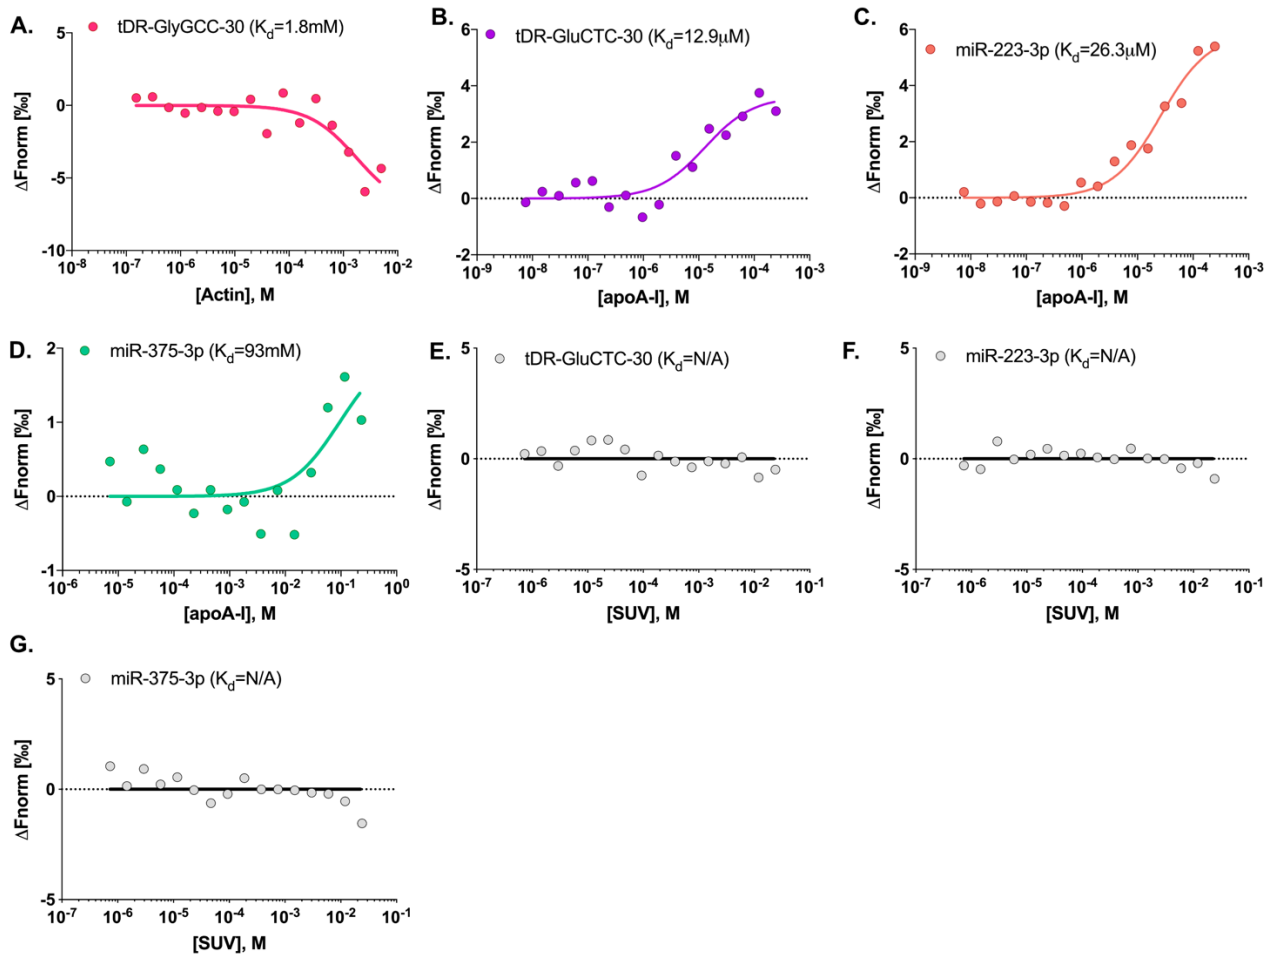 A.
tDR-GlyGCC-30 (Kd=1.8mM)
5
0
-5
-10
ΔFnorm [‰]
10-8 10-7 10-6 10-5 10-4 10-3 10-2
[Actin], M
B.
tDR-GluCTC-30 (Kd=12.9μM)
6
4
2
0
-2
ΔFnorm [‰]
10-9 10-8 10-7 10-6 10-5 10-4 10-3
[apoA-I], M
C.
miR-223-3p (Kd=26.3μM)
6
4
2
0
-2
ΔFnorm [‰]
10-9 10-8 10-7 10-6 10-5 10-4 10-3
[apoA-I], M
D.
miR-375-3p (Kd=93mM)
2
1
0
-1
ΔFnorm [‰]
10-6 10-5 10-4 10-3 10-2 10-1 100
[apoA-I], M
E.
tDR-GluCTC-30 (Kd=N/A)
5
0
-5
ΔFnorm [‰]
10-7 10-6 10-5 10-4 10-3 10-2 10-1
[SUV], M
F.
miR-223-3p (Kd=N/A)
5
0
-5
ΔFnorm [‰]
10-7 10-6 10-5 10-4 10-3 10-2 10-1
[SUV], M
G.
miR-375-3p (Kd=N/A)
5
0
-5
ΔFnorm [‰]
10-7 10-6 10-5 10-4 10-3 10-2 10-1
[SUV], M